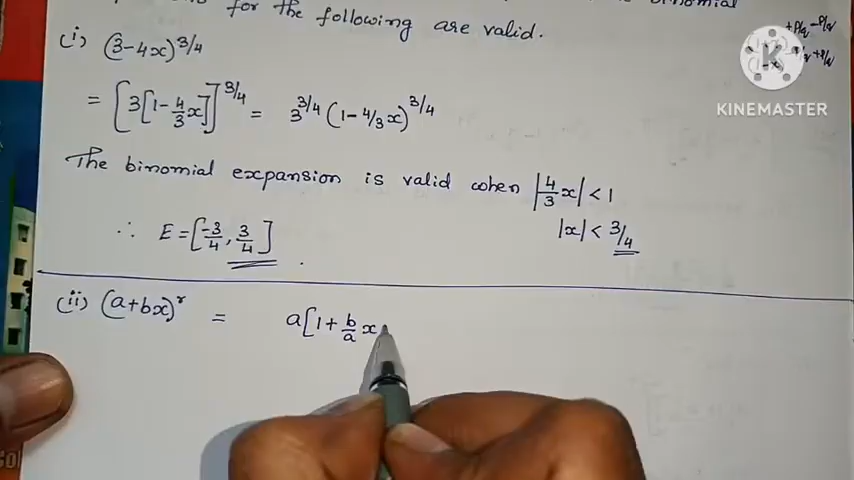 for the following are valid.
(i) (3-4x)^3/4
= [3[1-4/3 x]]^3/4 = 3^3/4 (1-4/3x)^3/4
The binomial expansion is valid when |4/3 x| < 1
|x| < 3/4
∴ E = [-3/4, 3/4].
(ii) (a+bx)^r = a[1+b/a x
KINEMASTER